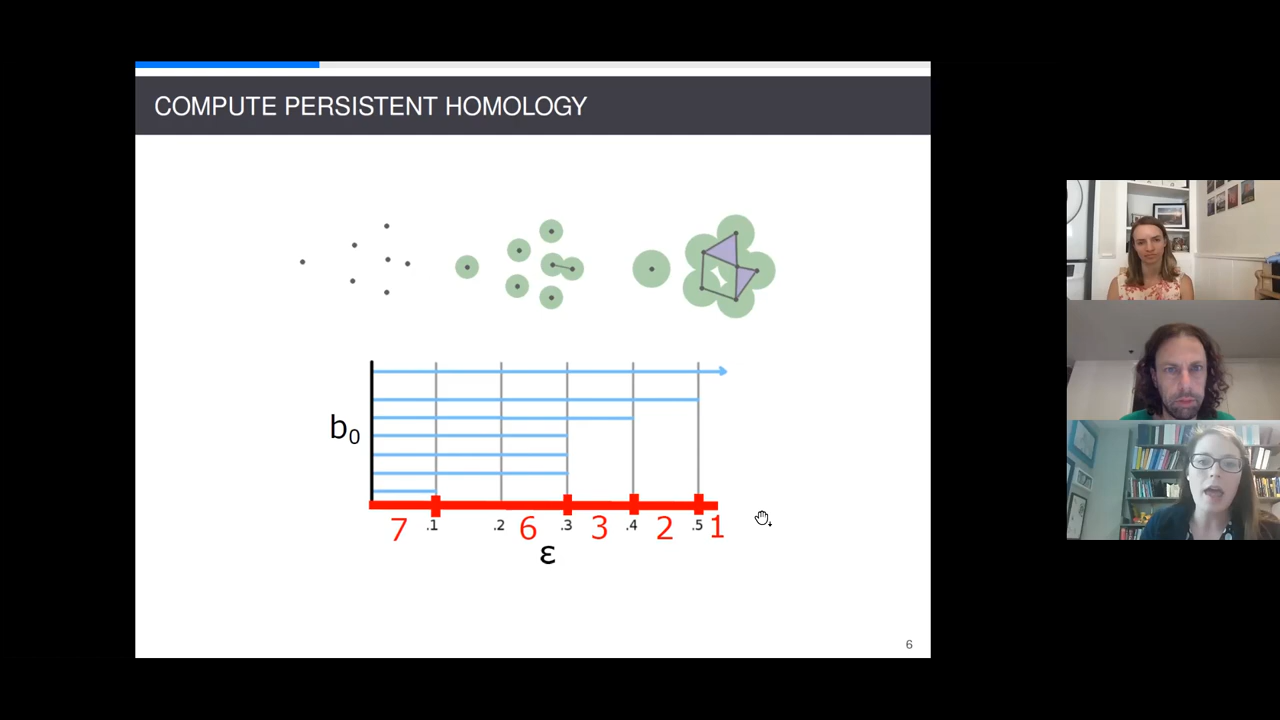 COMPUTE PERSISTENT HOMOLOGY
b₀
.1 .2 .3 .4 .5
7 6 3 2 1
ε
6